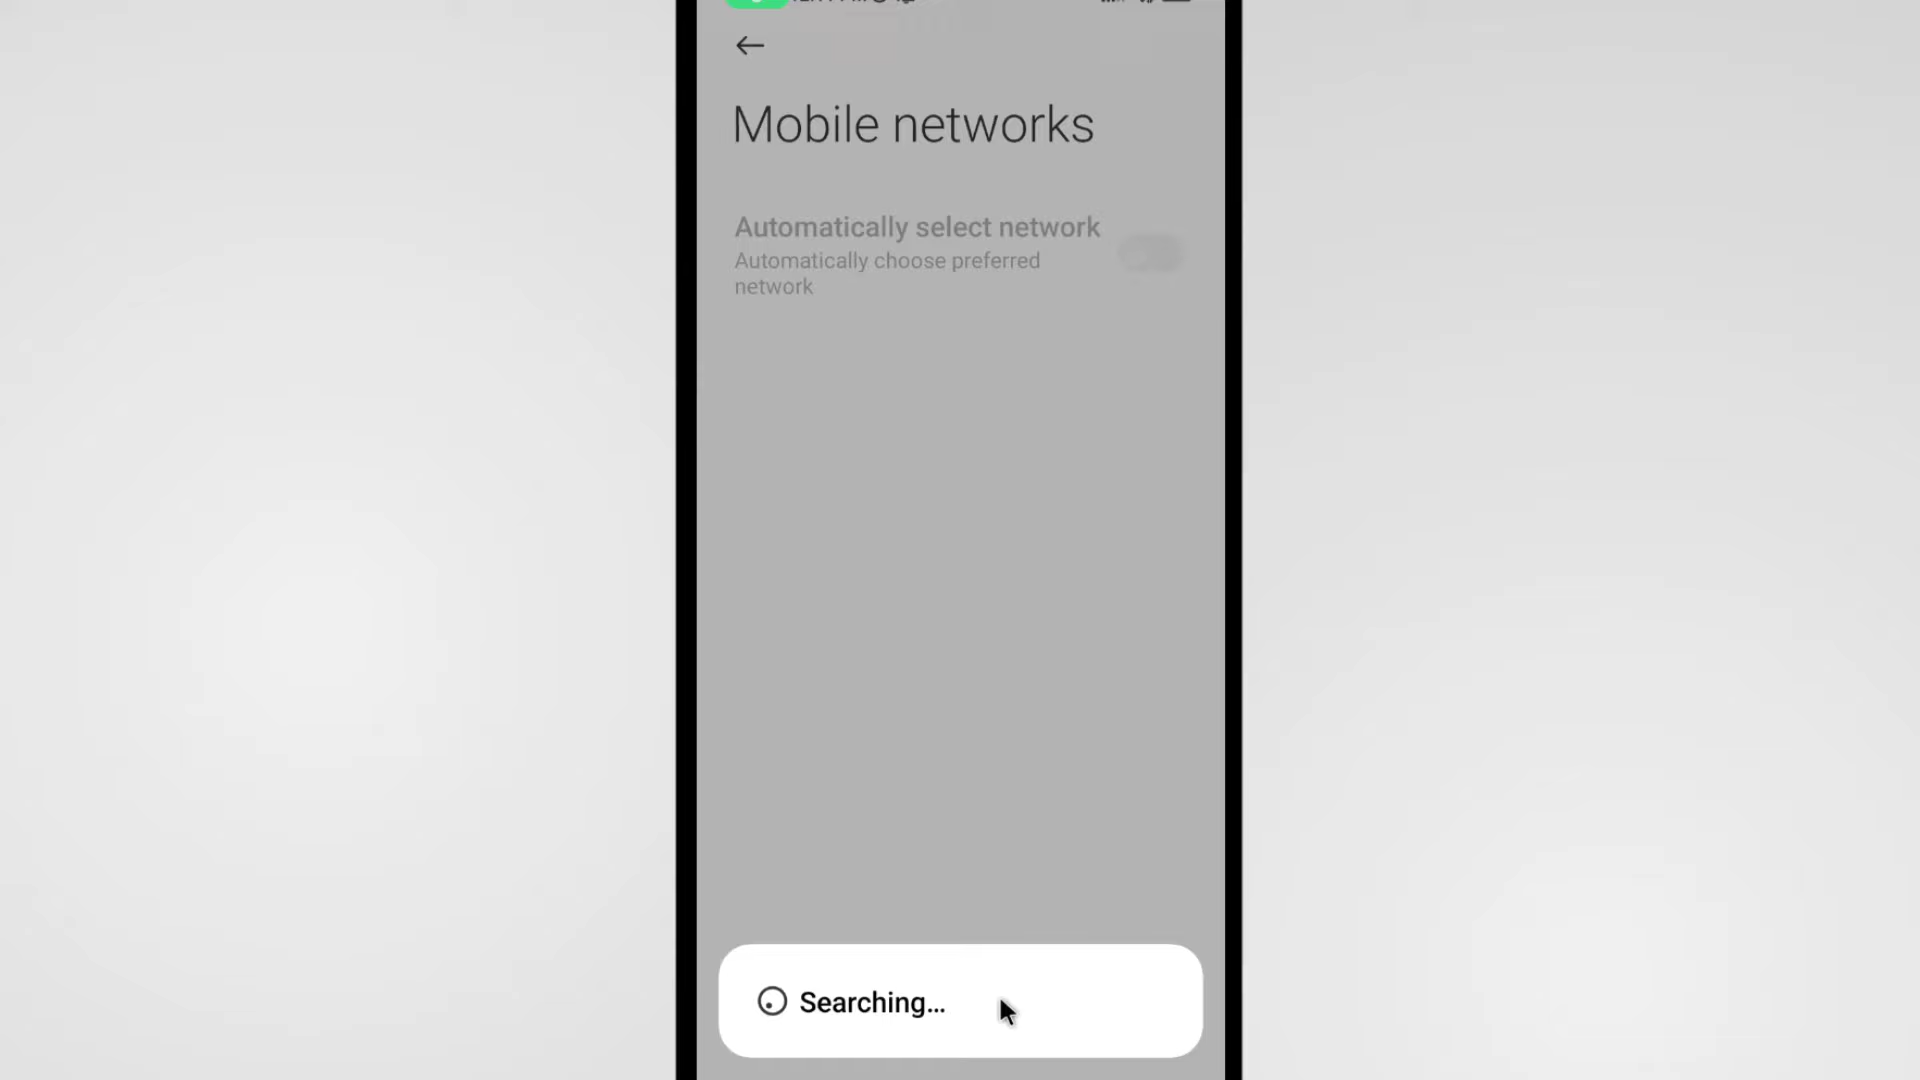 Mobile networks
Automatically select network
Automatically choose preferred
network
Searching...